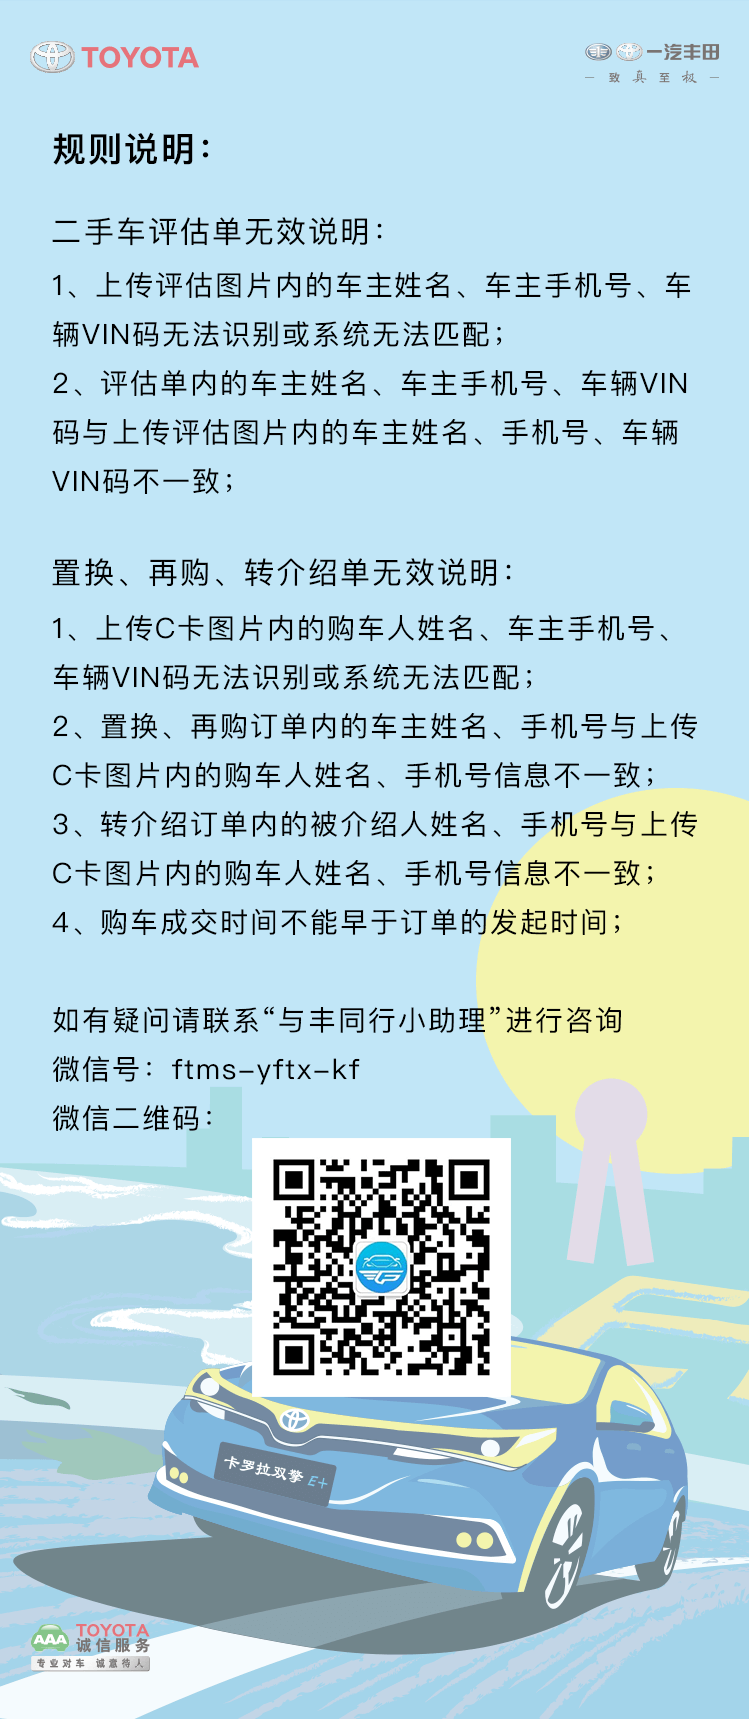 TOYOTA
一汽丰田
致 真 至 极
规则说明：
二手车评估单无效说明：
1、上传评估图片内的车主姓名、车主手机号、车
辆VIN码无法识别或系统无法匹配；
2、评估单内的车主姓名、车主手机号、车辆VIN
码与上传评估图片内的车主姓名、手机号、车辆
VIN码不一致；
置换、再购、转介绍单无效说明：
1、上传C卡图片内的购车人姓名、车主手机号、
车辆VIN码无法识别或系统无法匹配；
2、置换、再购订单内的车主姓名、手机号与上传
C卡图片内的购车人姓名、手机号信息不一致；
3、转介绍订单内的被介绍人姓名、手机号与上传
C卡图片内的购车人姓名、手机号信息不一致；
4、购车成交时间不能早于订单的发起时间；
如有疑问请联系“与丰同行小助理”进行咨询
微信号：ftms-yftx-kf
微信二维码：
卡罗拉双擎 E+
AAA
TOYOTA
诚信服务
专业对车 诚意待人